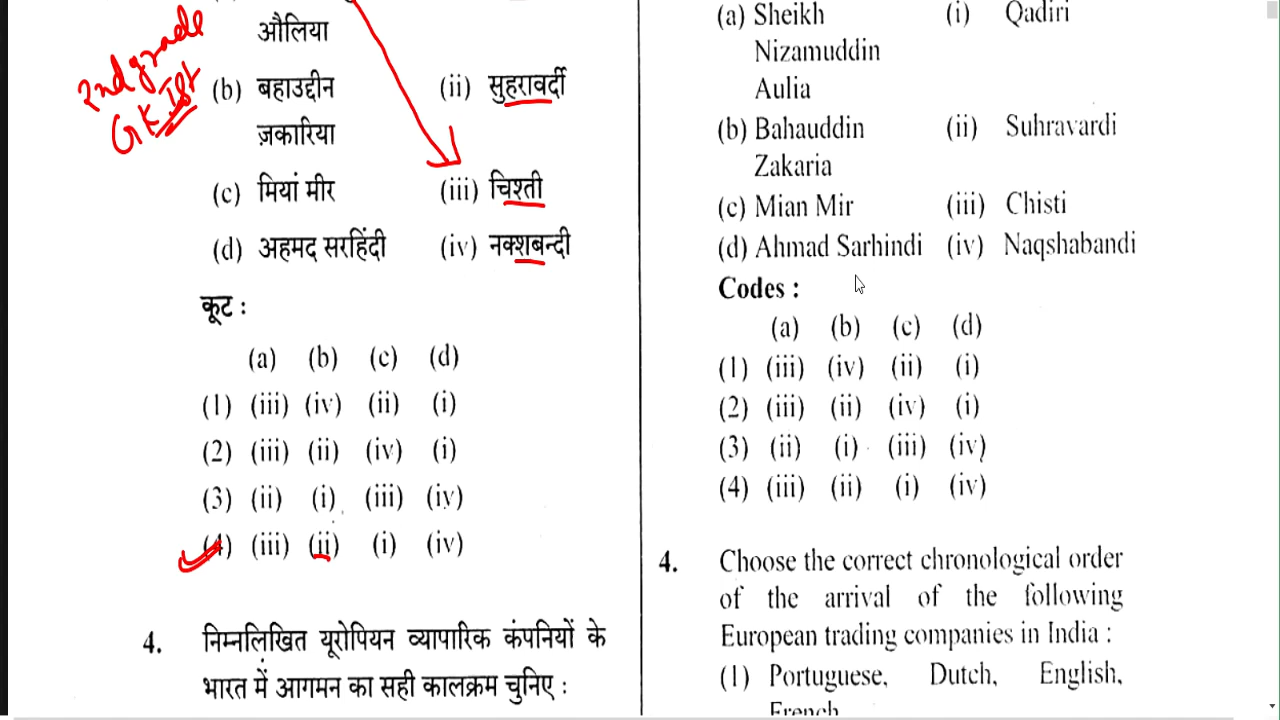 2nd grade
GK Ist
औलिया
(b) बहाउद्दीन (ii) सुहरावर्दी
ज़कारिया
(c) मियां मीर (iii) चिश्ती
(d) अहमद सरहिंदी (iv) नक्शबन्दी
कूट :
(a) (b) (c) (d)
(1) (iii) (iv) (ii) (i)
(2) (iii) (ii) (iv) (i)
(3) (ii) (i) (iii) (iv)
(4) (iii) (ii) (i) (iv)
4. निम्नलिखित यूरोपियन व्यापारिक कंपनियों के
भारत में आगमन का सही कालक्रम चुनिए :
(a) Sheikh (i) Qadiri
Nizamuddin
Aulia
(b) Bahauddin (ii) Suhravardi
Zakaria
(c) Mian Mir (iii) Chisti
(d) Ahmad Sarhindi (iv) Naqshabandi
Codes :
(a) (b) (c) (d)
(1) (iii) (iv) (ii) (i)
(2) (iii) (ii) (iv) (i)
(3) (ii) (i) (iii) (iv)
(4) (iii) (ii) (i) (iv)
4. Choose the correct chronological order
of the arrival of the following
European trading companies in India :
(1) Portuguese, Dutch, English,
French